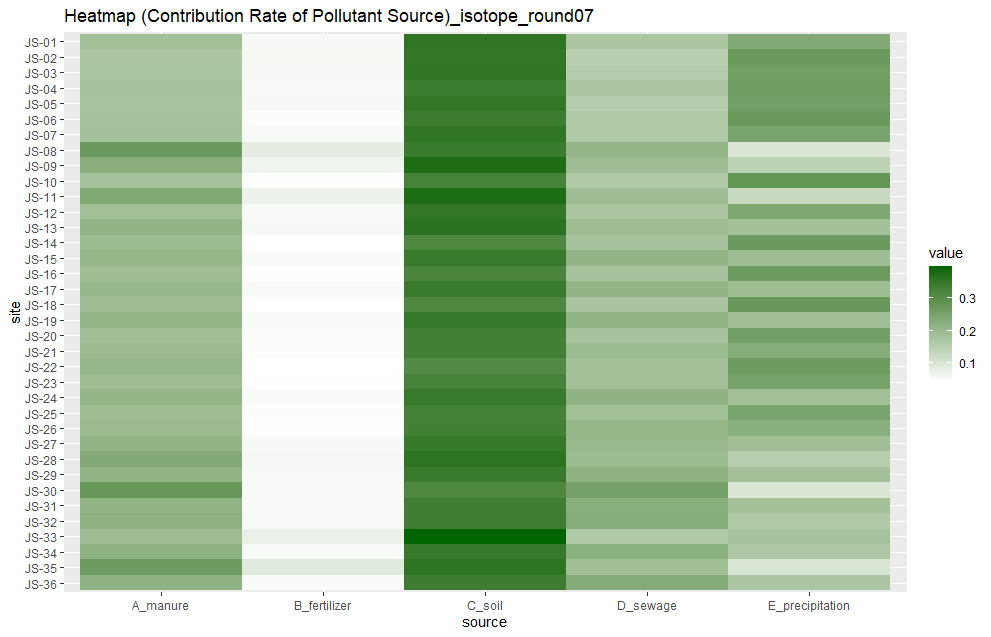 Heatmap (Contribution Rate of Pollutant Source)_isotope_round07
site
JS-01
JS-02
JS-03
JS-04
JS-05
JS-06
JS-07
JS-08
JS-09
JS-10
JS-11
JS-12
JS-13
JS-14
JS-15
JS-16
JS-17
JS-18
JS-19
JS-20
JS-21
JS-22
JS-23
JS-24
JS-25
JS-26
JS-27
JS-28
JS-29
JS-30
JS-31
JS-32
JS-33
JS-34
JS-35
JS-36
A_manure B_fertilizer C_soil D_sewage E_precipitation
source
value
0.3
0.2
0.1